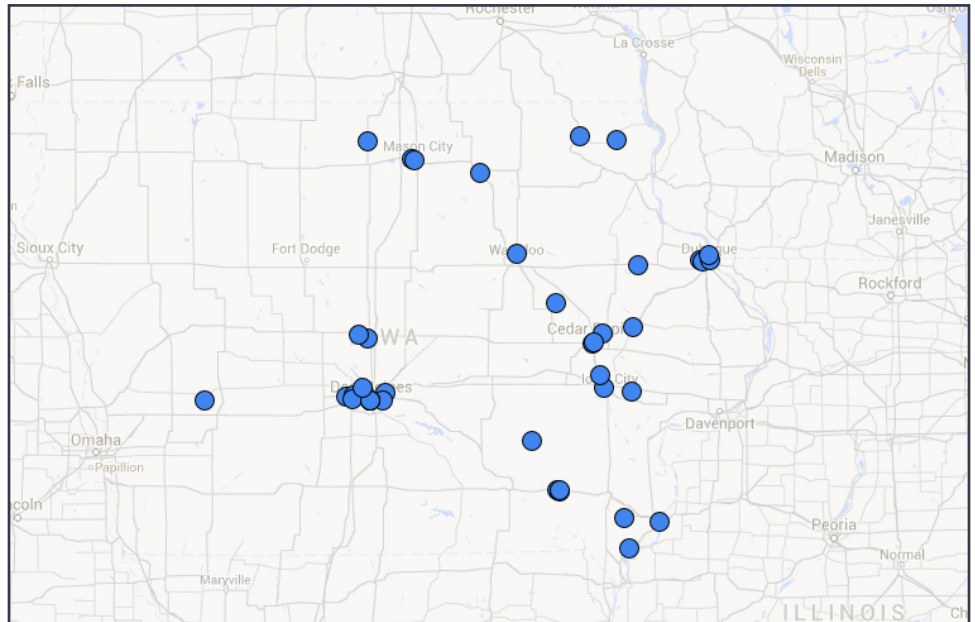 Rochester
La Crosse
Wisconsin
Dells
Falls
Mason City
Madison
Janesville
Sioux City
Fort Dodge
Rockford
Davenport
Omaha
Papillion
Peoria
Normal
Maryville
ILLINOIS